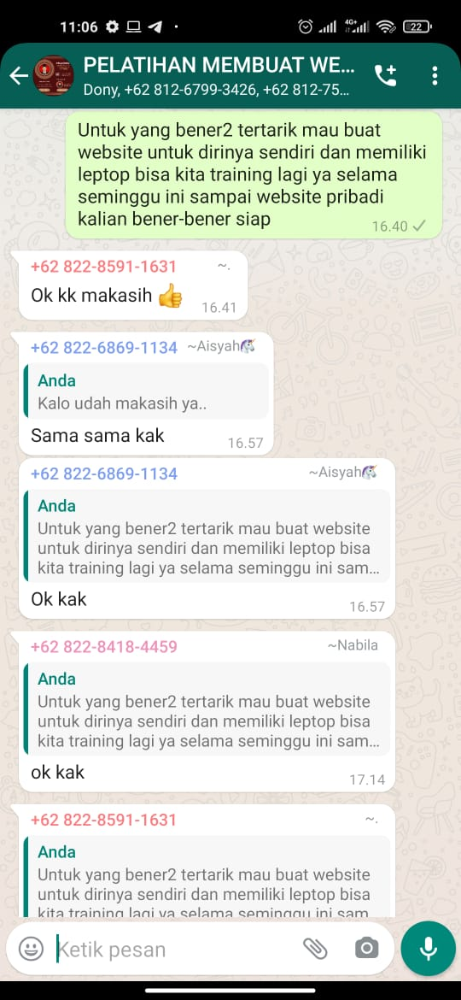 11:06
4G+
22
PELATIHAN MEMBUAT WE...
Dony, +62 812-6799-3426, +62 812-75...
Untuk yang bener2 tertarik mau buat
website untuk dirinya sendiri dan memiliki
leptop bisa kita training lagi ya selama
seminggu ini sampai website pribadi
kalian bener-bener siap
16.40
+62 822-8591-1631 ~.
Ok kk makasih 👍
16.41
+62 822-6869-1134 ~Aisyah🦄
Anda
Kalo udah makasih ya..
Sama sama kak
16.57
+62 822-6869-1134 ~Aisyah🦄
Anda
Untuk yang bener2 tertarik mau buat website
untuk dirinya sendiri dan memiliki leptop bisa
kita training lagi ya selama seminggu ini sam...
Ok kak
16.57
+62 822-8418-4459 ~Nabila
Anda
Untuk yang bener2 tertarik mau buat website
untuk dirinya sendiri dan memiliki leptop bisa
kita training lagi ya selama seminggu ini sam...
ok kak
17.14
+62 822-8591-1631 ~.
Anda
Untuk yang bener2 tertarik mau buat website
untuk dirinya sendiri dan memiliki leptop bisa
kita training lagi ya selama seminggu ini sam
Ketik pesan